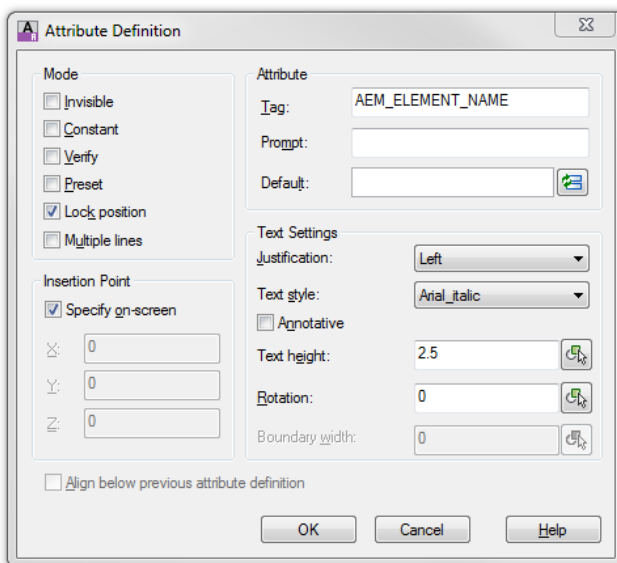 Attribute Definition
Mode
Invisible
Constant
Verify
Preset
Lock position
Multiple lines
Insertion Point
Specify on-screen
X: 0
Y: 0
Z: 0
Attribute
Tag: AEM_ELEMENT_NAME
Prompt:
Default:
Text Settings
Justification: Left
Text style: Arial_italic
Annotative
Text height: 2.5
Rotation: 0
Boundary width: 0
Align below previous attribute definition
OK Cancel Help